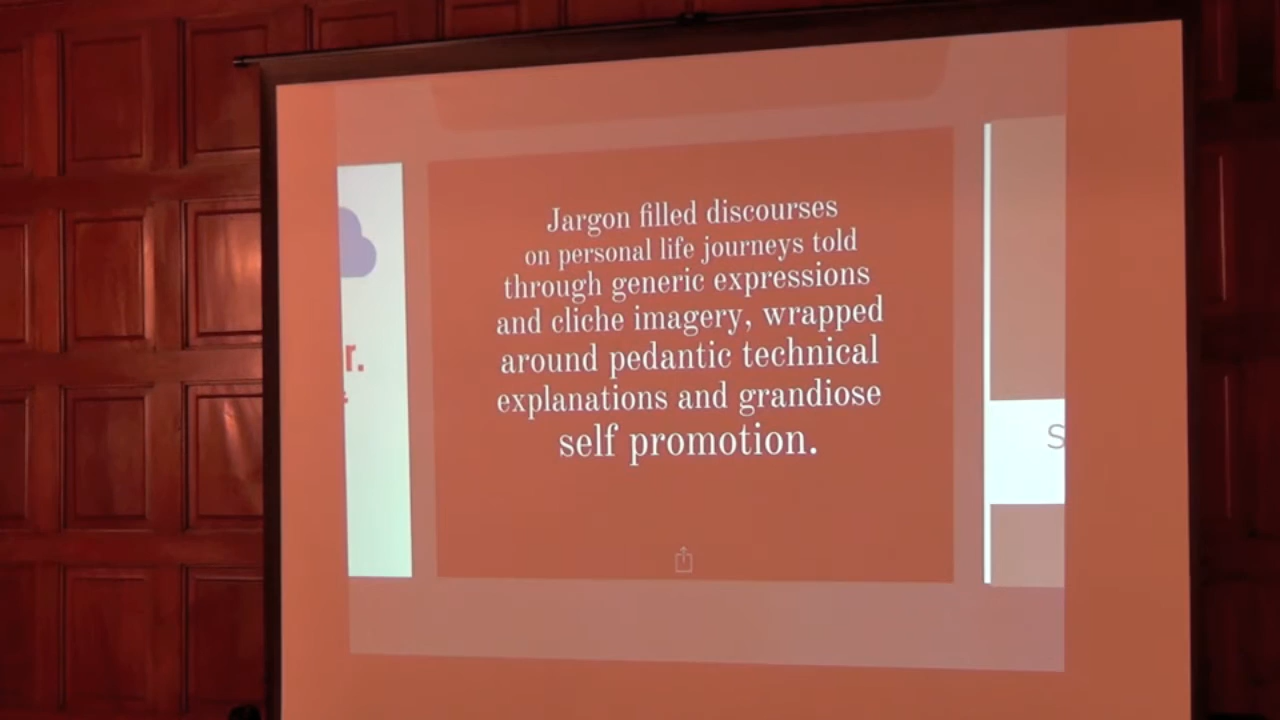 Jargon filled discourses
on personal life journeys told
through generic expressions
and cliche imagery, wrapped
around pedantic technical
explanations and grandiose
self promotion.
r.
S